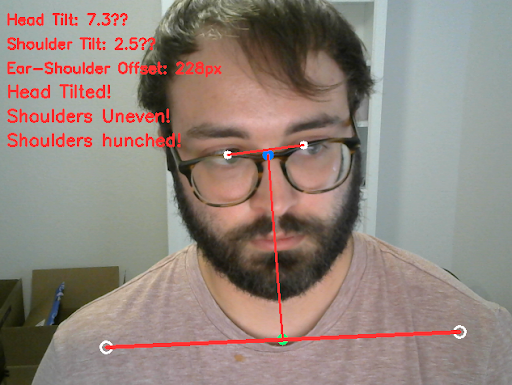 Head Tilt: 7.3??
Shoulder Tilt: 2.5??
Ear-Shoulder Offset: 228px
Head Tilted!
Shoulders Uneven!
Shoulders hunched!